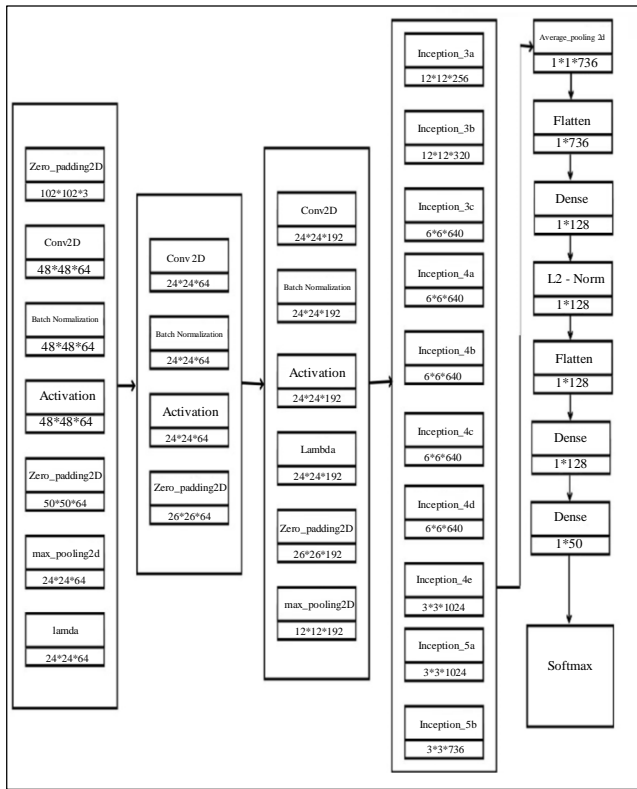 Zero_padding2D
102*102*3
Conv2D
48*48*64
Batch Nomalization
48*48*64
Activation
48*48*64
Zero_padding2D
50*50*64
max_pooling2d
24*24*64
lamda
24*24*64
Conv 2D
24*24*64
Batch Normalization
24*24*64
Activation
24*24*64
Zero_padding2D
26*26*64
Conv2D
24*24*192
Batch Normalization
24*24*192
Activation
24*24*192
Lambda
24*24*192
Zero_padding2D
26*26*192
max_pooling2D
12*12*192
Inception_3a
12*12*256
Inception_3b
12*12*320
Inception_3c
6*6*640
Inception_4a
6*6*640
Inception_4b
6*6*640
Inception_4c
6*6*640
Inception_4d
6*6*640
Inception_4e
3*3*1024
Inception_5a
3*3*1024
Inception_5b
3*3*736
Average_pooling 2d
1*1*736
Flatten
1*736
Dense
1*128
L2 - Norm
1*128
Flatten
1*128
Dense
1*128
Dense
1*50
Softmax